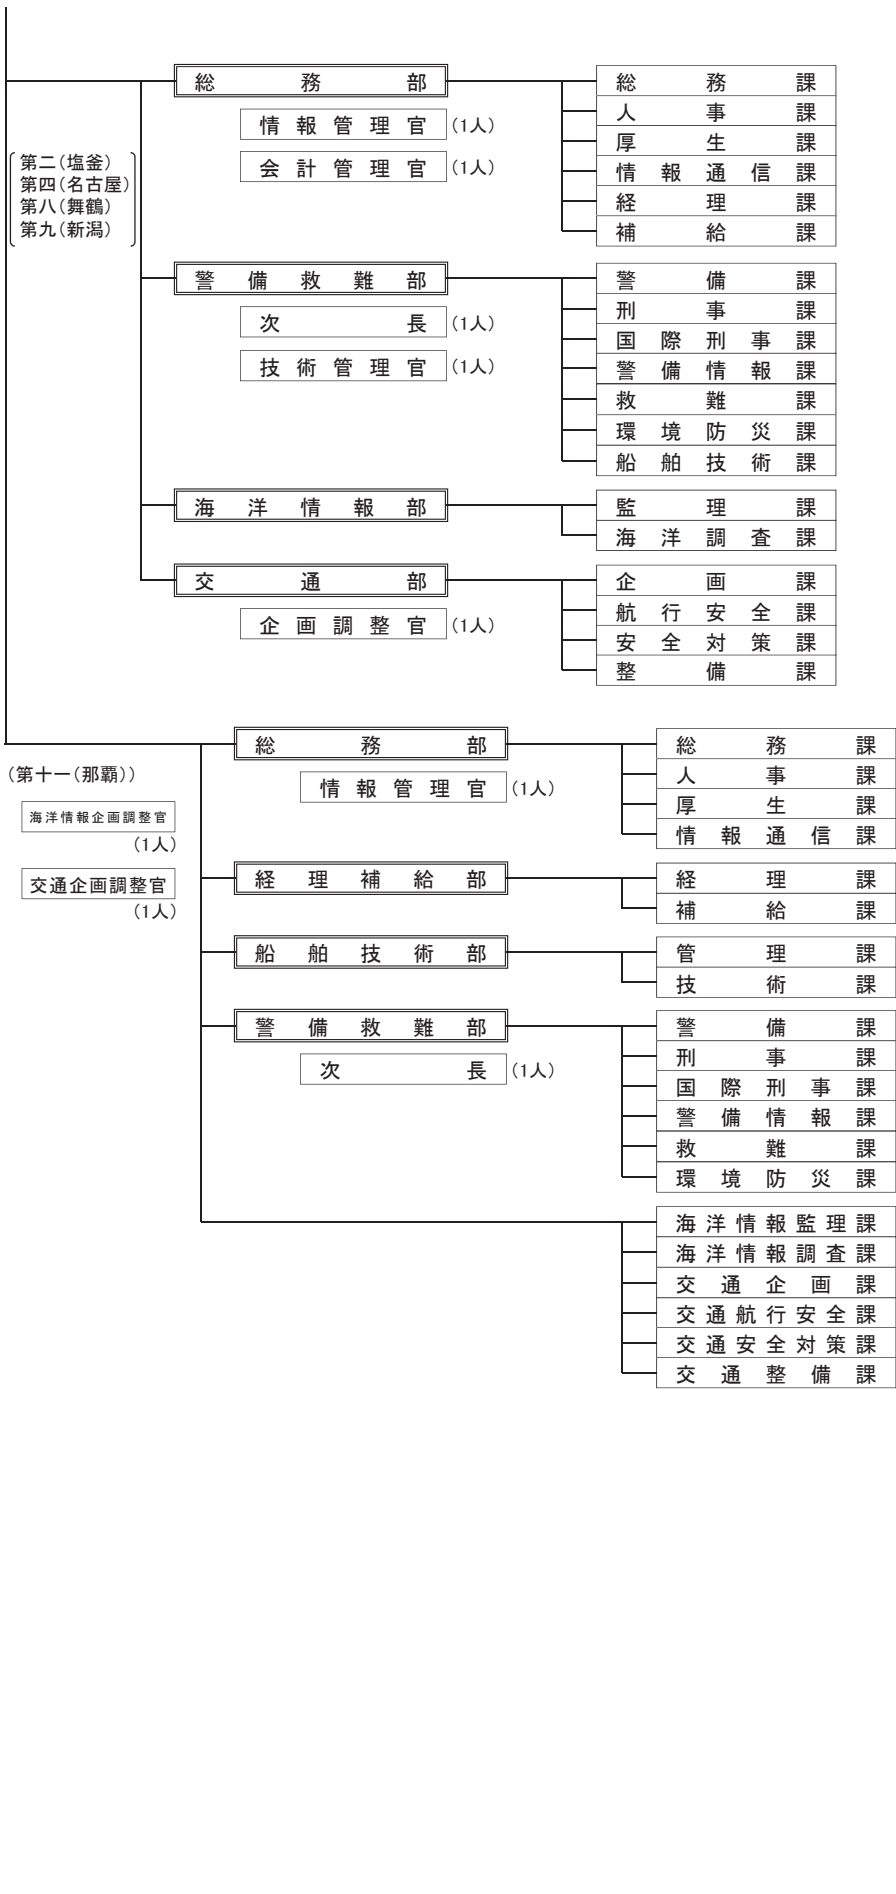 総務部
情報管理官(1人)
会計管理官(1人)
総務課
人事課
厚生課
情報通信課
経理課
補給課
第二(塩釜)
第四(名古屋)
第八(舞鶴)
第九(新潟)
警備救難部
次長(1人)
技術管理官(1人)
警備課
刑事課
国際刑事課
警備情報課
救難課
環境防災課
船舶技術課
海洋情報部
監理課
海洋調査課
交通部
企画調整官(1人)
企画課
航行安全課
安全対策課
整備課
(第十一(那覇))
海洋情報企画調整官
(1人)
交通企画調整官
(1人)
総務部
情報管理官(1人)
総務課
人事課
厚生課
情報通信課
経理補給部
経理課
補給課
船舶技術部
管理課
技術課
警備救難部
次長(1人)
警備課
刑事課
国際刑事課
警備情報課
救難課
環境防災課
海洋情報監理課
海洋情報調査課
交通企画課
交通航行安全課
交通安全対策課
交通整備課